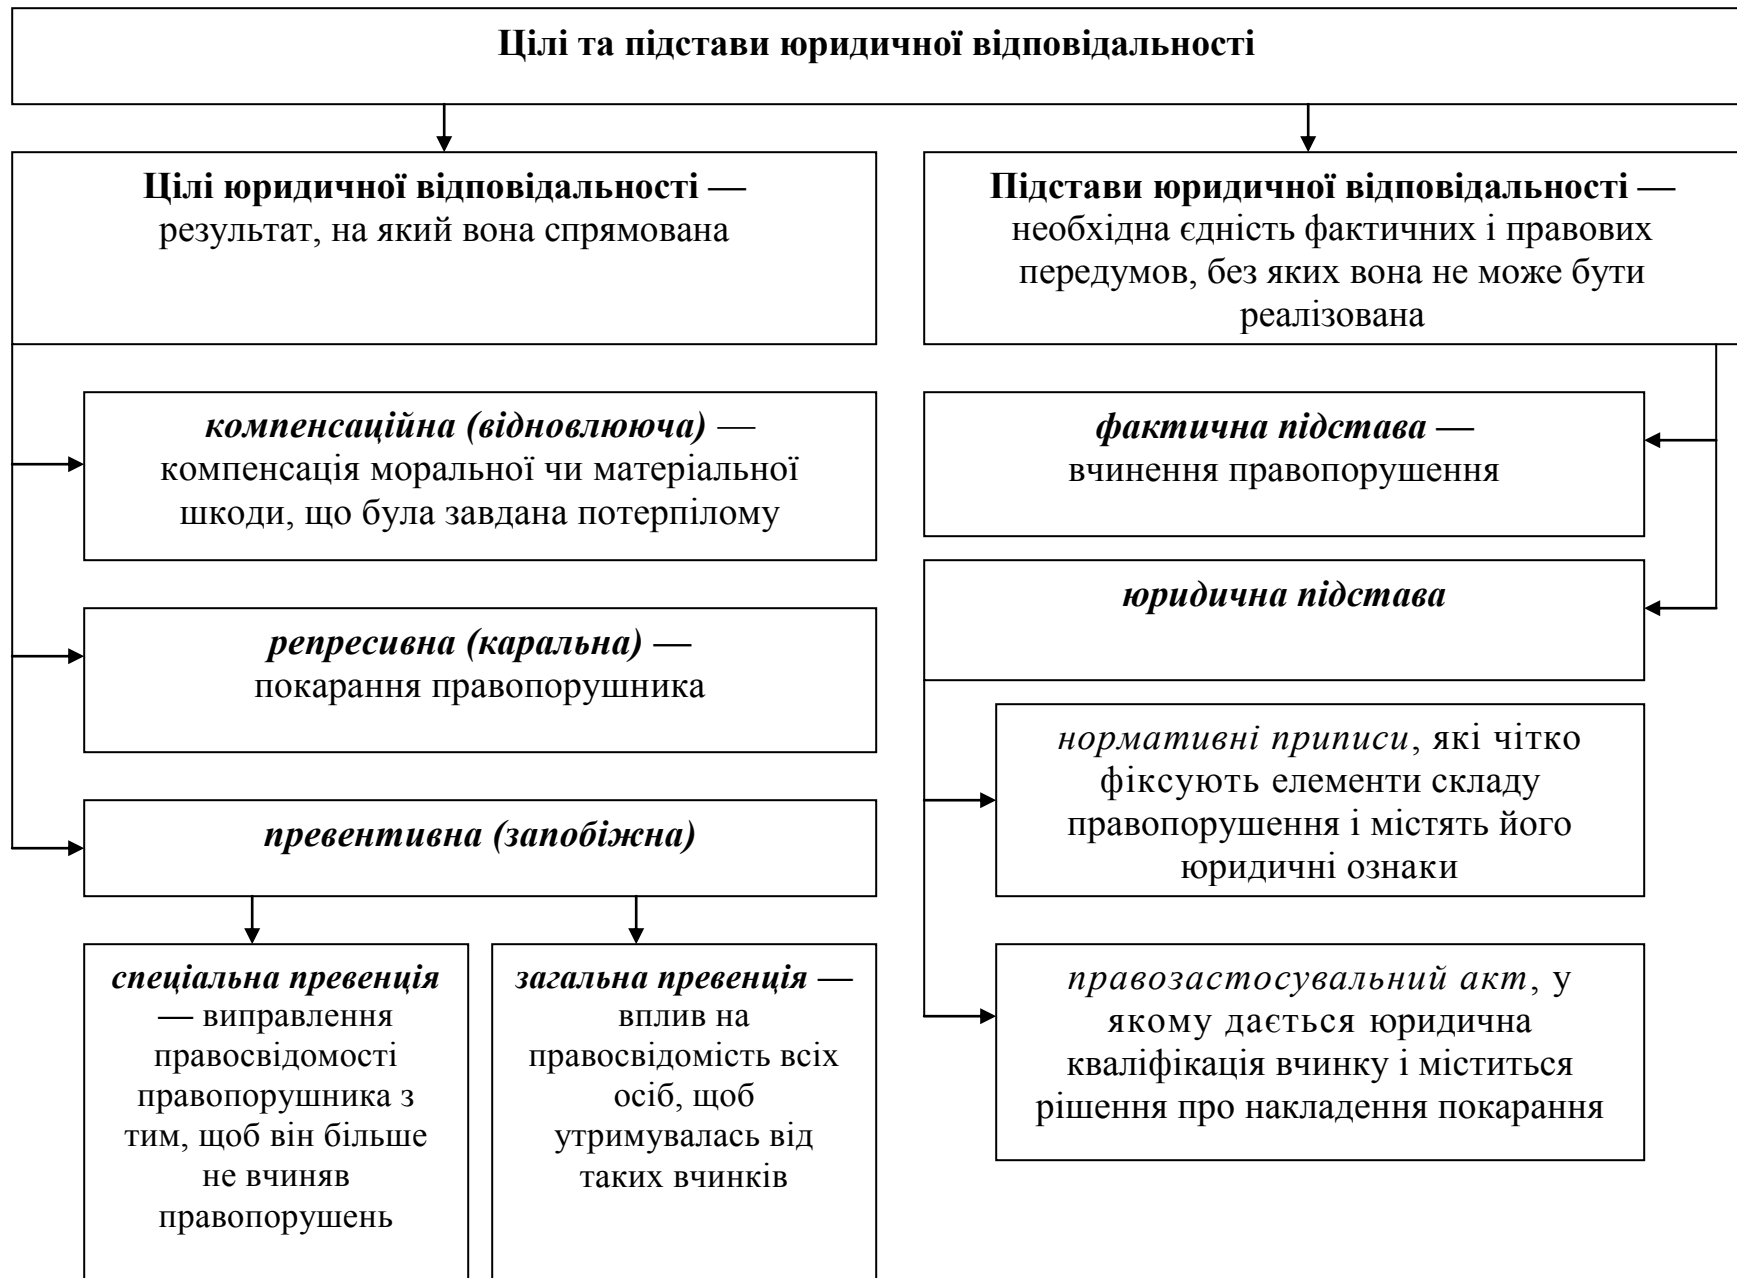 Цілі та підстави юридичної відповідальності
Цілі юридичної відповідальності —
результат, на який вона спрямована
Підстави юридичної відповідальності —
необхідна єдність фактичних і правових
передумов, без яких вона не може бути
реалізована
компенсаційна (відновлююча) —
компенсація моральної чи матеріальної
шкоди, що була завдана потерпілому
репресивна (каральна) —
покарання правопорушника
превентивна (запобіжна)
спеціальна превенція
— виправлення
правосвідомості
правопорушника з
тим, щоб він більше
не вчиняв
правопорушень
загальна превенція —
вплив на
правосвідомість всіх
осіб, щоб
утримувалась від
таких вчинків
фактична підстава —
вчинення правопорушення
юридична підстава
нормативні приписи, які чітко
фіксують елементи складу
правопорушення і містять його
юридичні ознаки
правозастосувальний акт, у
якому дається юридична
кваліфікація вчинку і міститься
рішення про накладення покарання